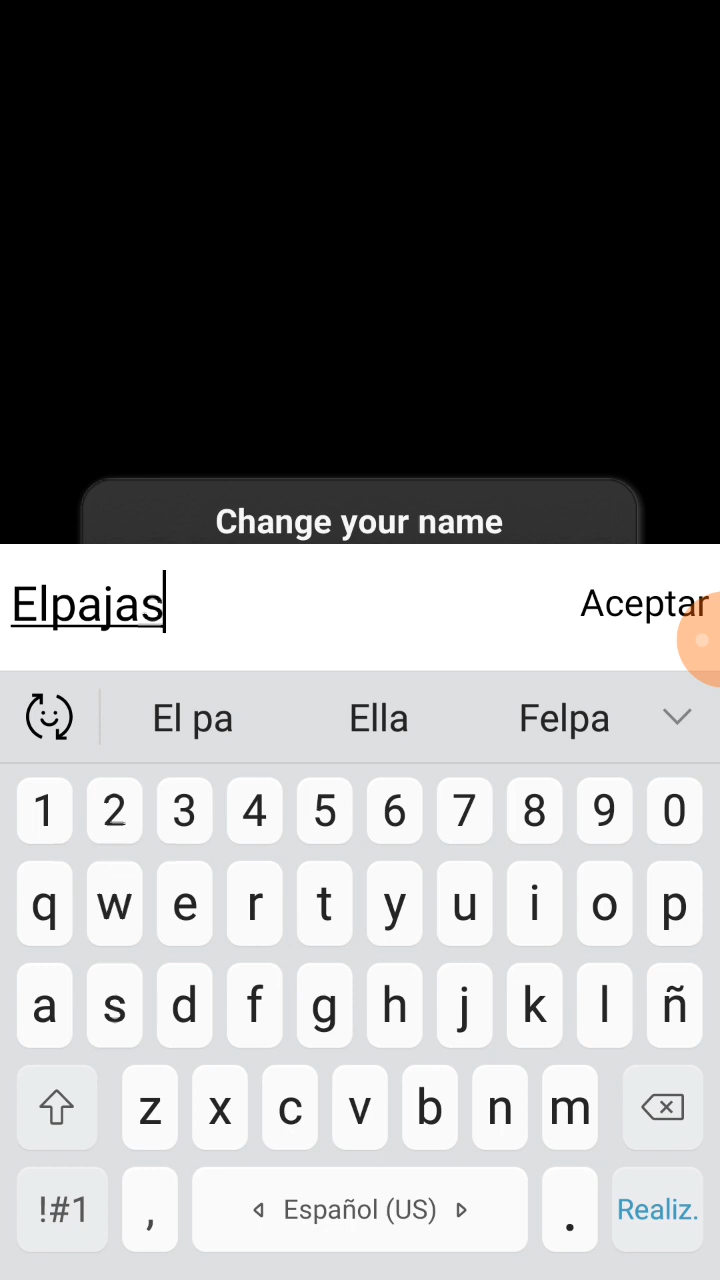 Change your name
Elpajas
Aceptar
El pa Ella Felpa
1 2 3 4 5 6 7 8 9 0
q w e r t y u i o p
a s d f g h j k l ñ
z x c v b n m
!#1 , Español (US) . Realiz.